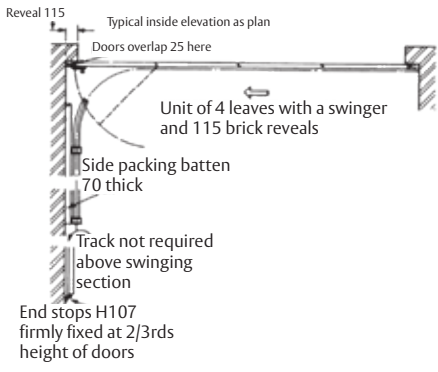 Reveal 115
Typical inside elevation as plan
Doors overlap 25 here
Unit of 4 leaves with a swinger
and 115 brick reveals
Side packing batten
70 thick
Track not required
above swinging
section
End stops H107
firmly fixed at 2/3rds
height of doors